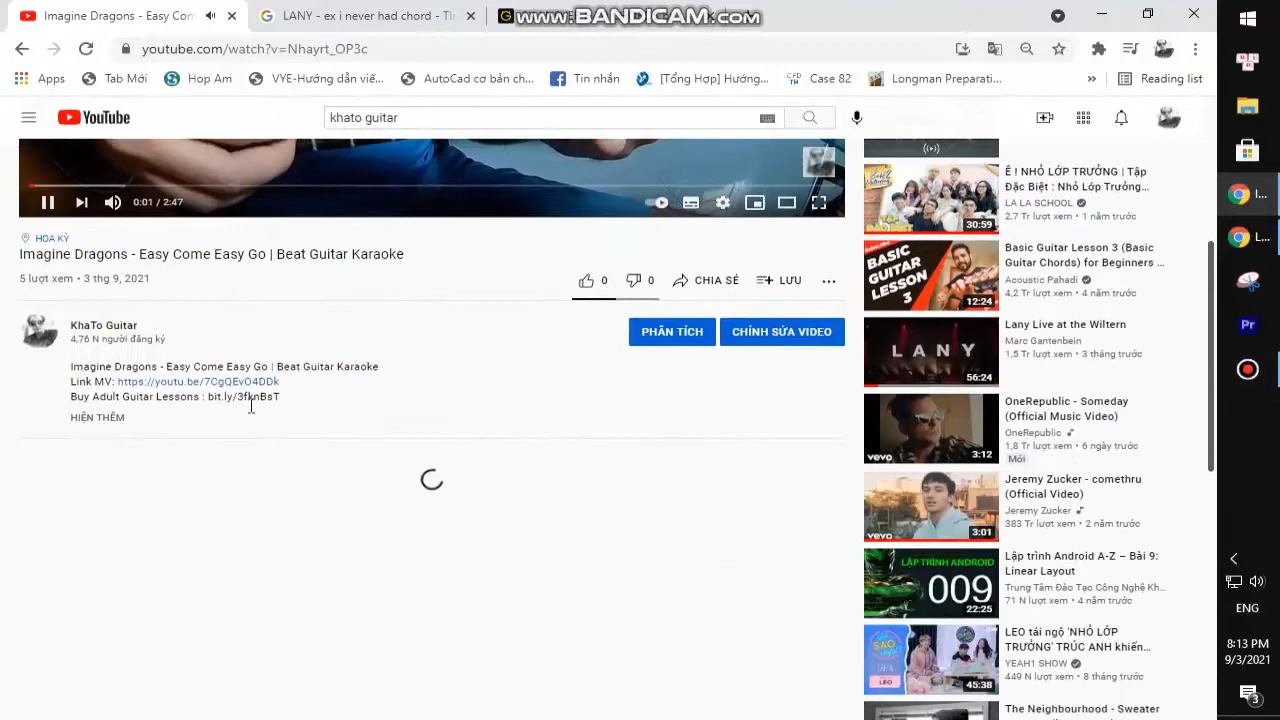 Imagine Dragons - Easy Com
LANY - ex i never had chord - Th
www.BANDICAM.com
youtube.com/watch?v=Nhayrt_OP3c
Apps
Tab Mới
Hop Am
VYE-Hướng dẫn viế...
AutoCad cơ bản ch...
Tin nhắn
[Tổng Hợp] Hướng...
Case 82
Longman Preparati...
»
Reading list
YouTube
khato guitar
0:01 / 2:47
HOA KỲ
Imagine Dragons - Easy Come Easy Go | Beat Guitar Karaoke
5 lượt xem • 3 thg 9, 2021
0
0
CHIA SẺ
LƯU
KhaTo Guitar
4,76 N người đăng ký
PHÂN TÍCH
CHỈNH SỬA VIDEO
Imagine Dragons - Easy Come Easy Go | Beat Guitar Karaoke
Link MV: https://youtu.be/7CgQEvO4DDk
Buy Adult Guitar Lessons : bit.ly/3fknBsT
HIỆN THÊM
30:59
Ê ! NHỎ LỚP TRƯỞNG | Tập
Đặc Biệt : Nhỏ Lớp Trưởng...
LA LA SCHOOL
2,7 Tr lượt xem • 1 năm trước
BASIC
GUITAR
LESSON
3
12:24
Basic Guitar Lesson 3 (Basic
Guitar Chords) for Beginners ...
Acoustic Pahadi
4,2 Tr lượt xem • 4 năm trước
LANY
56:24
Lany Live at the Wiltern
Marc Gantenbein
1,5 Tr lượt xem • 3 tháng trước
vevo
3:12
OneRepublic - Someday
(Official Music Video)
OneRepublic
1,8 Tr lượt xem • 6 ngày trước
Mới
vevo
3:01
Jeremy Zucker - comethru
(Official Video)
Jeremy Zucker
383 Tr lượt xem • 2 năm trước
LẬP TRÌNH ANDROID
009
22:25
Lập trình Android A-Z – Bài 9:
Linear Layout
Trung Tâm Đào Tạo Công Nghệ Kh...
71 N lượt xem • 4 năm trước
LEO
45:38
LEO tái ngộ 'NHỎ LỚP
TRƯỞNG' TRÚC ANH khiến...
YEAH1 SHOW
449 N lượt xem • 8 tháng trước
The Neighbourhood - Sweater
I...
L...
Pr
ENG
8:13 PM
9/3/2021
3